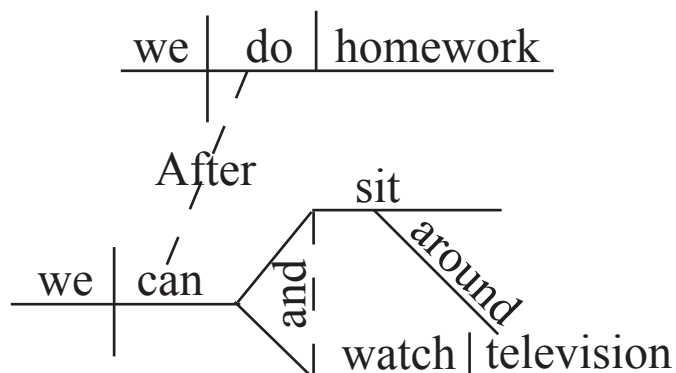 we do homework
After
sit
around
we can
and
watch television